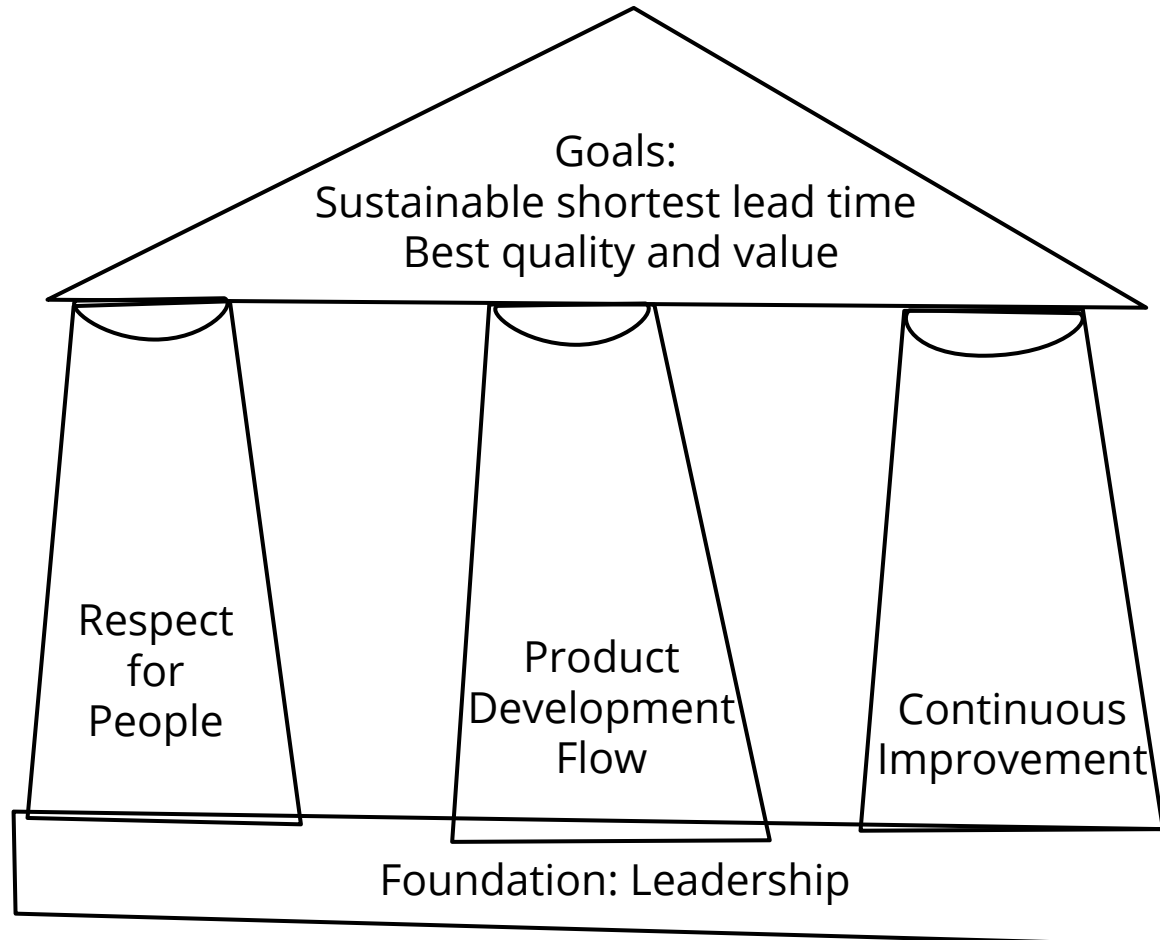 Goals:
Sustainable shortest lead time
Best quality and value
Respect
for
People
Product
Development
Flow
Continuous
Improvement
Foundation: Leadership